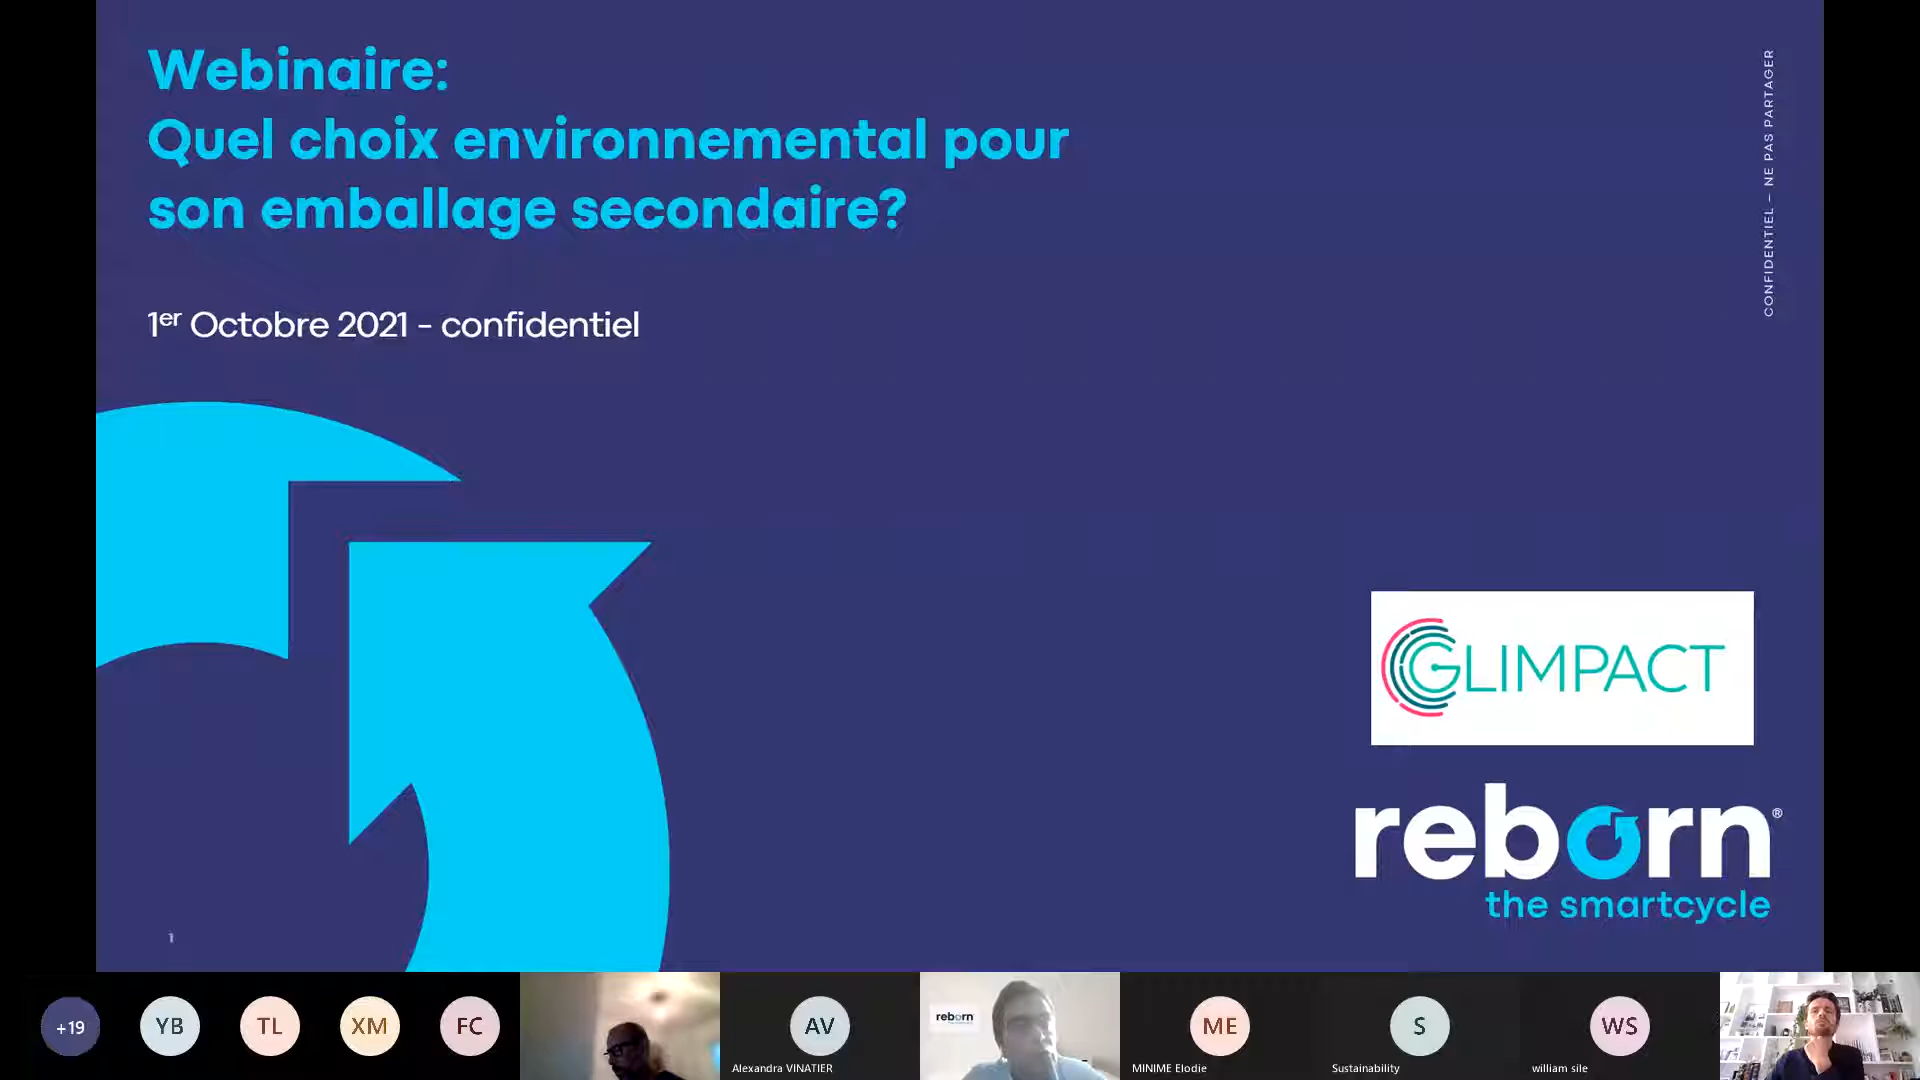 Webinaire:
Quel choix environnemental pour
son emballage secondaire?
1er Octobre 2021 - confidentiel
CONFIDENTIEL – NE PAS PARTAGER
GLIMPACT
reborn®
the smartcycle
1
+19
YB
TL
XM
FC
AV
Alexandra VINATIER
reborn
ME
MINIME Elodie
S
Sustainability
WS
william sile